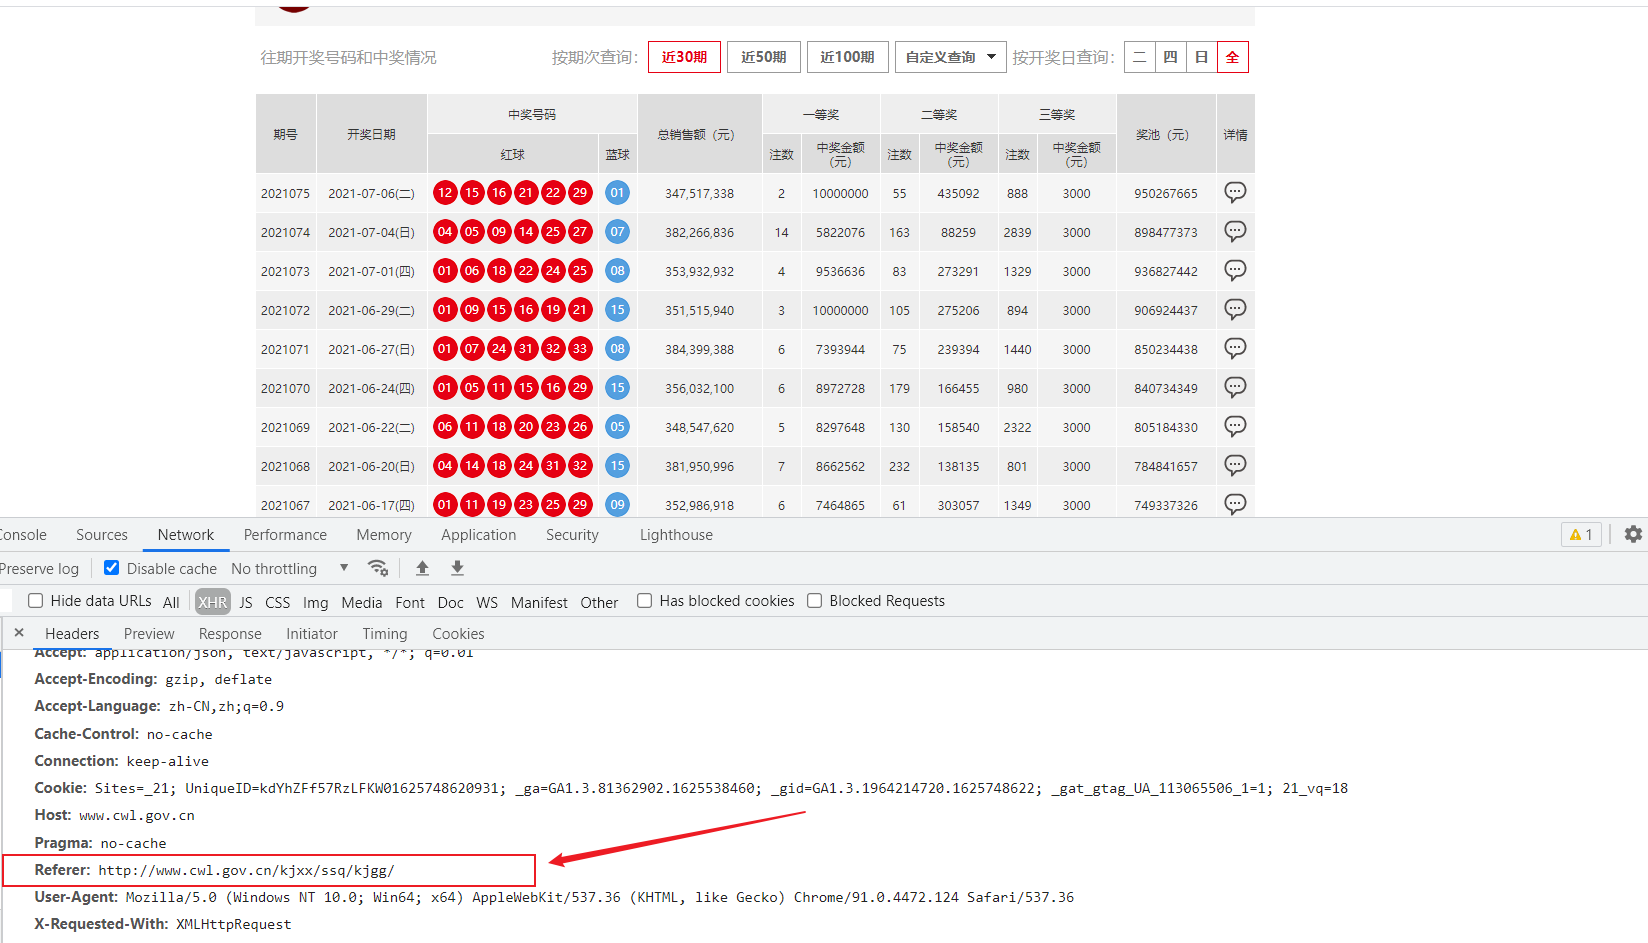 往期开奖号码和中奖情况 按期次查询: 近30期 近50期 近100期 自定义查询 按开奖日查询: 二 四 日 全
期号 开奖日期 中奖号码 总销售额（元） 一等奖 二等奖 三等奖 奖池（元） 详情
红球 蓝球 注数 中奖金额（元） 注数 中奖金额（元） 注数 中奖金额（元）
2021075 2021-07-06(二) 12 15 16 21 22 29 01 347,517,338 2 10000000 55 435092 888 3000 950267665
2021074 2021-07-04(日) 04 05 09 14 25 27 07 382,266,836 14 5822076 163 88259 2839 3000 898477373
2021073 2021-07-01(四) 01 06 18 22 24 25 08 353,932,932 4 9536636 83 273291 1329 3000 936827442
2021072 2021-06-29(二) 01 09 15 16 19 21 15 351,515,940 3 10000000 105 275206 894 3000 906924437
2021071 2021-06-27(日) 01 07 24 31 32 33 08 384,399,388 6 7393944 75 239394 1440 3000 850234438
2021070 2021-06-24(四) 01 05 11 15 16 29 15 356,032,100 6 8972728 179 166455 980 3000 840734349
2021069 2021-06-22(二) 06 11 18 20 23 26 05 348,547,620 5 8297648 130 158540 2322 3000 805184330
2021068 2021-06-20(日) 04 14 18 24 31 32 15 381,950,996 7 8662562 232 138135 801 3000 784841657
2021067 2021-06-17(四) 01 11 19 23 25 29 09 352,986,918 6 7464865 61 303057 1349 3000 749337326
Console Sources Network Performance Memory Application Security Lighthouse 1
Preserve log Disable cache No throttling
Hide data URLs All XHR JS CSS Img Media Font Doc WS Manifest Other Has blocked cookies Blocked Requests
× Headers Preview Response Initiator Timing Cookies
Accept: application/json, text/javascript, */*; q=0.01
Accept-Encoding: gzip, deflate
Accept-Language: zh-CN,zh;q=0.9
Cache-Control: no-cache
Connection: keep-alive
Cookie: Sites=_21; UniqueID=kdYhZFf57RzLFKW01625748620931; _ga=GA1.3.81362902.1625538460; _gid=GA1.3.1964214720.1625748622; _gat_gtag_UA_113065506_1=1; 21_vq=18
Host: www.cwl.gov.cn
Pragma: no-cache
Referer: http://www.cwl.gov.cn/kjxx/ssq/kjgg/
User-Agent: Mozilla/5.0 (Windows NT 10.0; Win64; x64) AppleWebKit/537.36 (KHTML, like Gecko) Chrome/91.0.4472.124 Safari/537.36
X-Requested-With: XMLHttpRequest